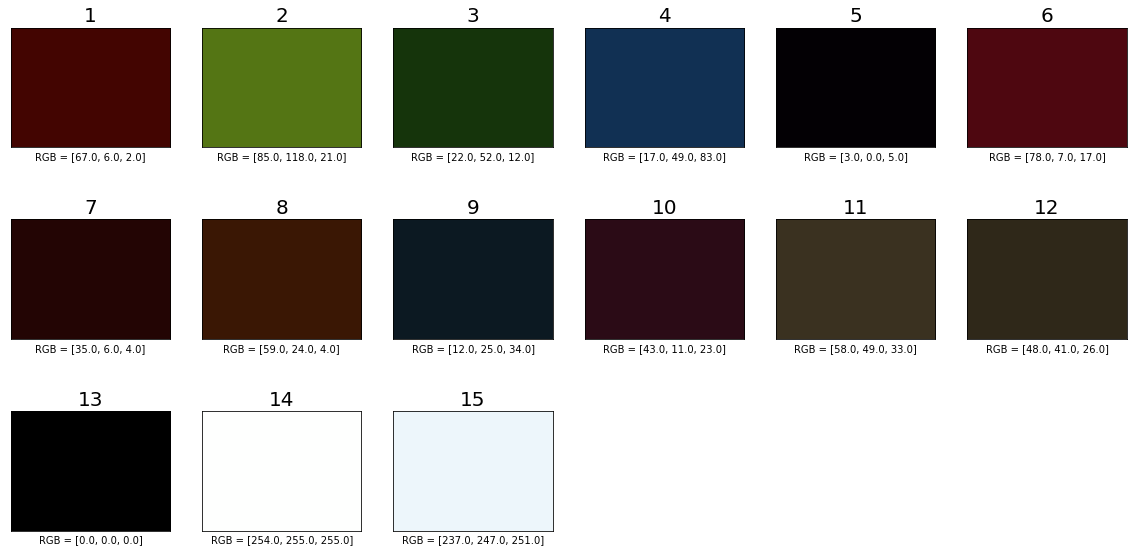 1 2 3 4 5 6
RGB = [67.0, 6.0, 2.0] RGB = [85.0, 118.0, 21.0] RGB = [22.0, 52.0, 12.0] RGB = [17.0, 49.0, 83.0] RGB = [3.0, 0.0, 5.0] RGB = [78.0, 7.0, 17.0]
7 8 9 10 11 12
RGB = [35.0, 6.0, 4.0] RGB = [59.0, 24.0, 4.0] RGB = [12.0, 25.0, 34.0] RGB = [43.0, 11.0, 23.0] RGB = [58.0, 49.0, 33.0] RGB = [48.0, 41.0, 26.0]
13 14 15
RGB = [0.0, 0.0, 0.0] RGB = [254.0, 255.0, 255.0] RGB = [237.0, 247.0, 251.0]